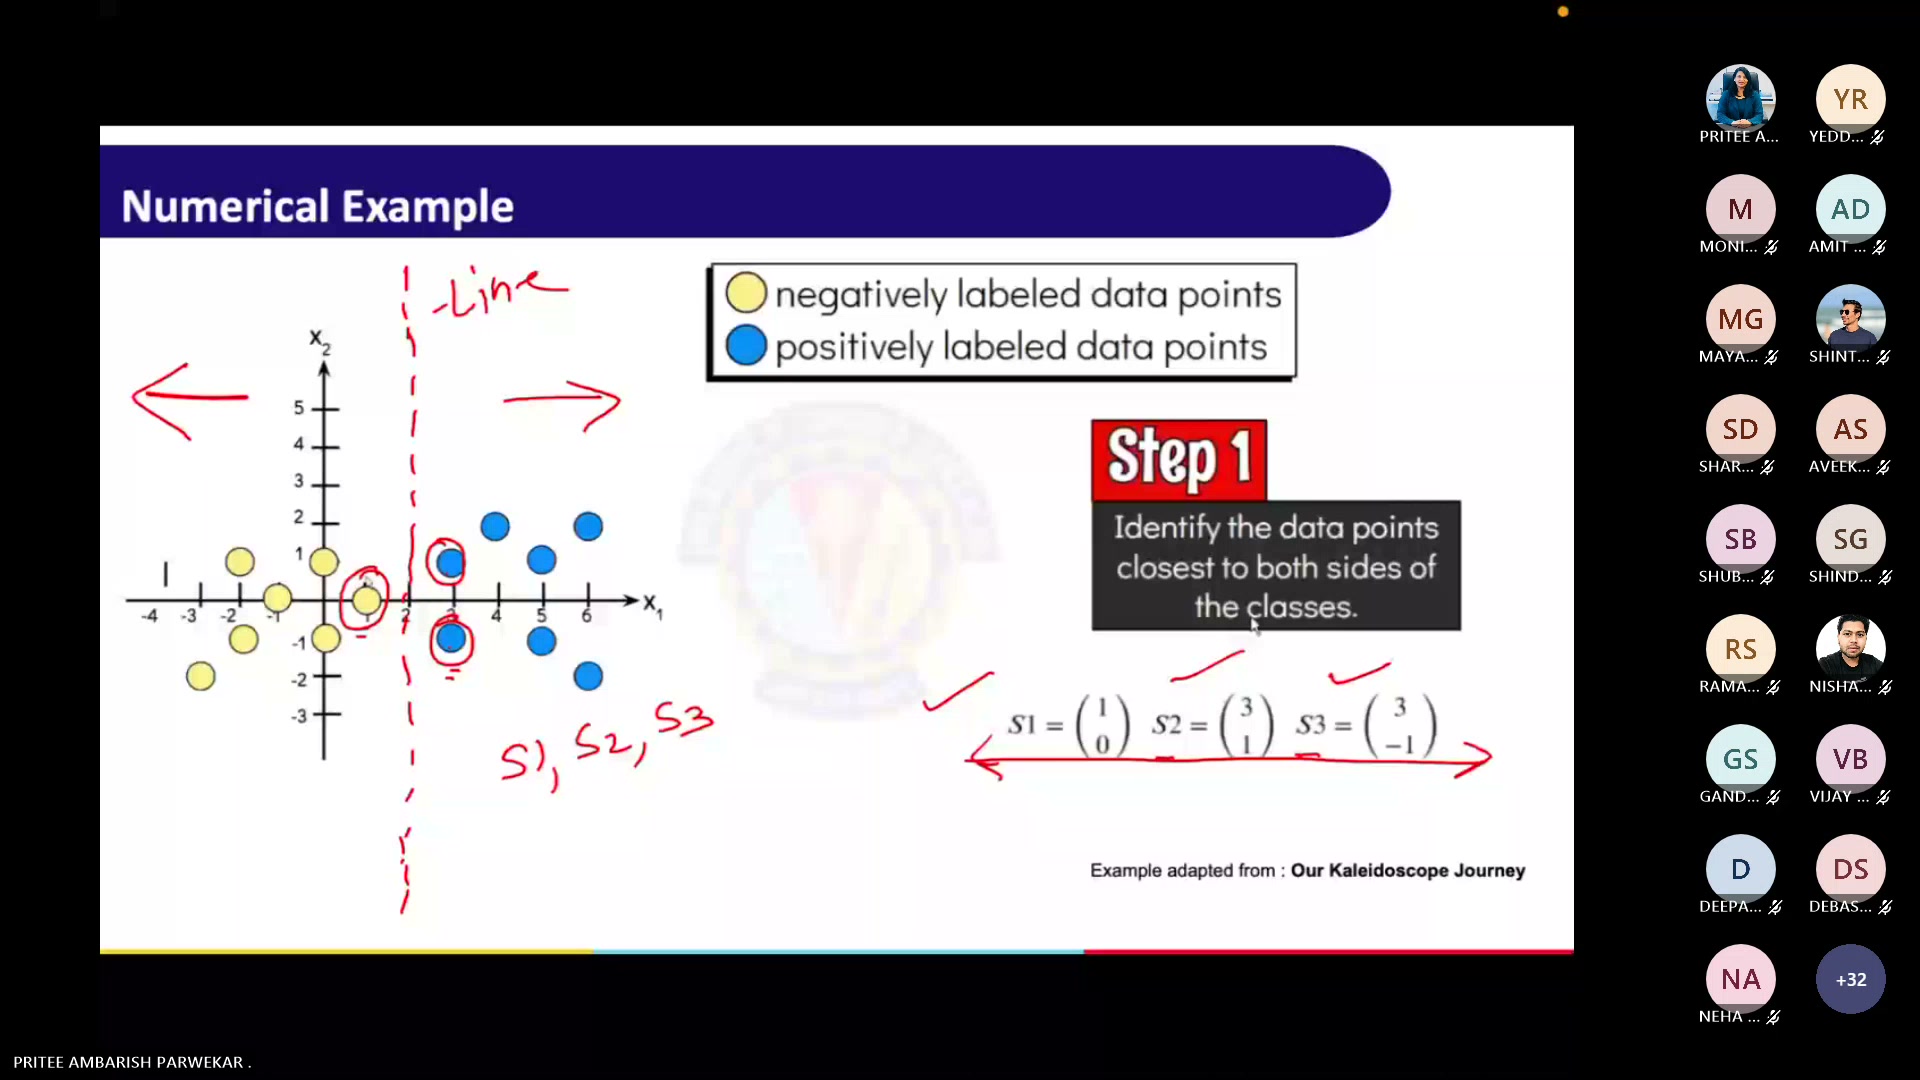 Numerical Example
-Line
negatively labeled data points
positively labeled data points
x2
5
4
3
2
1
-4 -3 -2 -1 1 2 3 4 5 6 x1
-1
-2
-3
Step 1
Identify the data points
closest to both sides of
the classes.
S1, S2, S3
S1 = (1 0) S2 = (3 1) S3 = (3 -1)
Example adapted from : Our Kaleidoscope Journey
PRITEE AMBARISH PARWEKAR .
PRITEE A...
YR
YEDD...
M
MONI...
AD
AMIT ...
MG
MAYA...
SHINT...
SD
SHAR...
AS
AVEEK...
SB
SHUB...
SG
SHIND...
RS
RAMA...
NISHA...
GS
GAND...
VB
VIJAY ...
D
DEEPA...
DS
DEBAS...
NA
NEHA ...
+32